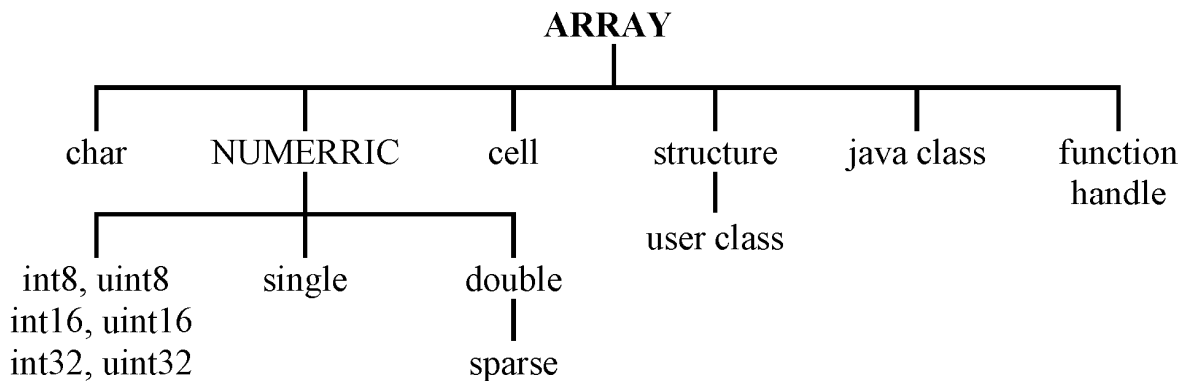 ARRAY
char NUMERRIC cell structure java class function
handle
user class
int8, uint8 single double
int16, uint16
int32, uint32 sparse